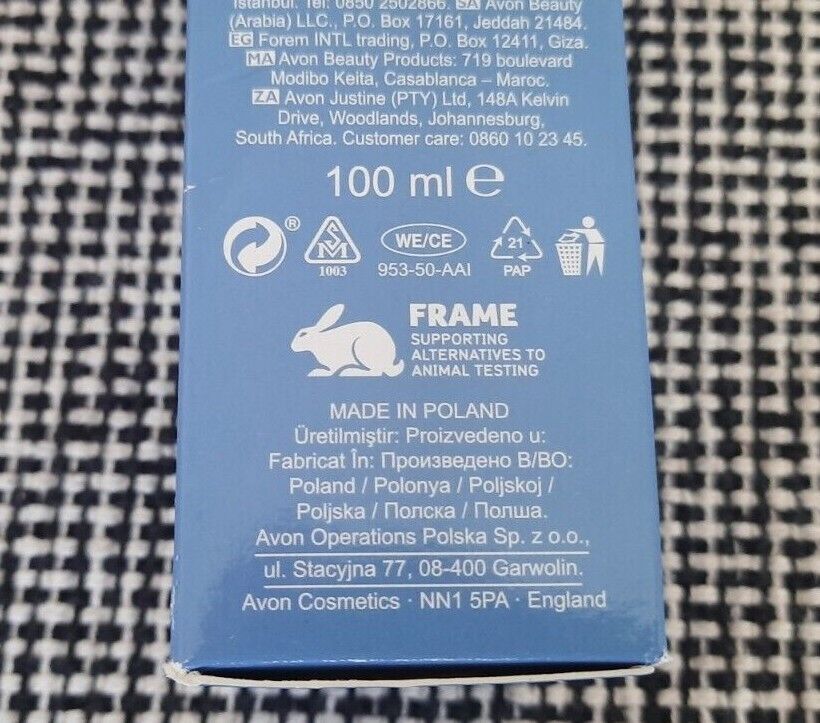 Istanbul. Tel: 0850 2502866. SA Avon Beauty
(Arabia) LLC., P.O. Box 17161, Jeddah 21484.
EG Forem INTL trading, P.O. Box 12411, Giza.
MA Avon Beauty Products: 719 boulevard
Modibo Keita, Casablanca – Maroc.
ZA Avon Justine (PTY) Ltd, 148A Kelvin
Drive, Woodlands, Johannesburg,
South Africa. Customer care: 0860 10 23 45.
100 ml ℮
® SM WE/CE 21
1003 953-50-AAI PAP
FRAME
SUPPORTING
ALTERNATIVES TO
ANIMAL TESTING
MADE IN POLAND
Üretilmiştir: Proizvedeno u:
Fabricat În: Произведено В/ВО:
Poland / Polonya / Poljskoj /
Poljska / Полска / Полша.
Avon Operations Polska Sp. z o.o.,
ul. Stacyjna 77, 08-400 Garwolin.
Avon Cosmetics · NN1 5PA · England